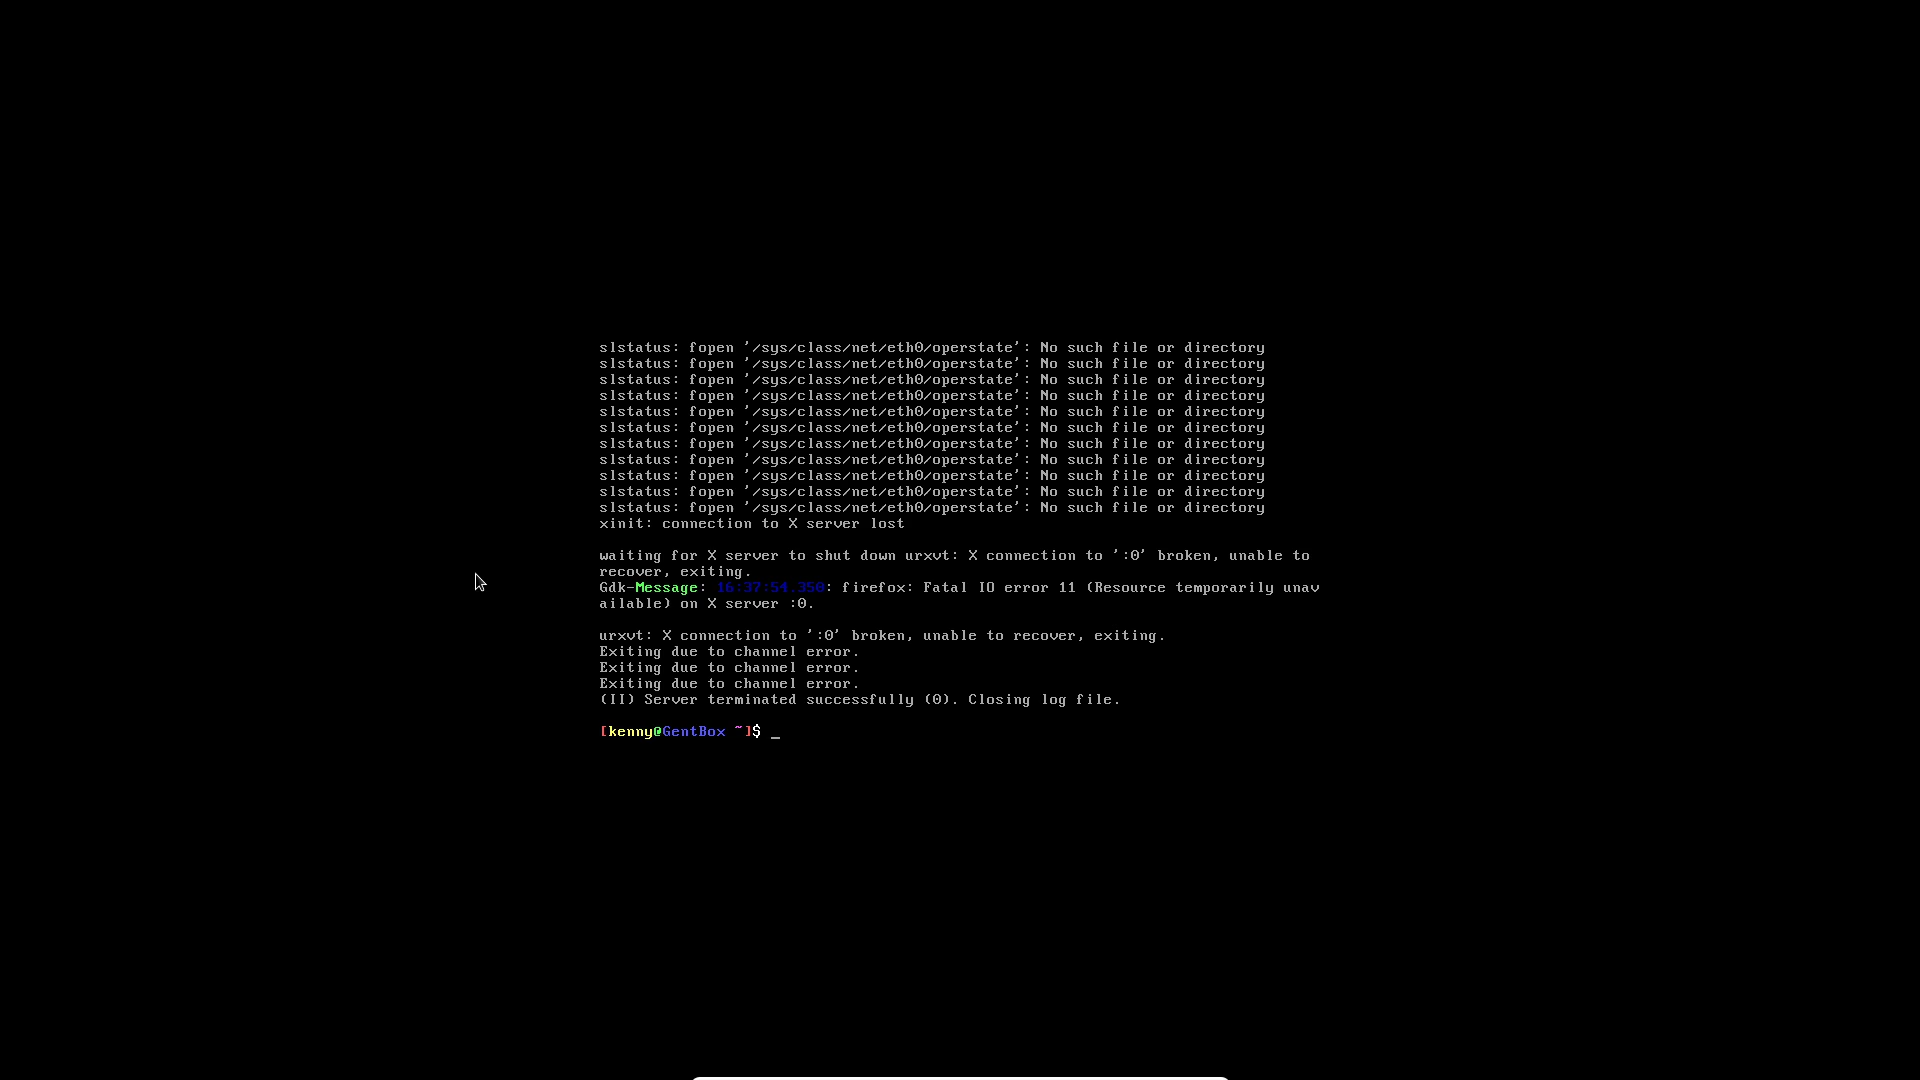 slstatus: fopen '/sys/class/net/eth0/operstate': No such file or directory
slstatus: fopen '/sys/class/net/eth0/operstate': No such file or directory
slstatus: fopen '/sys/class/net/eth0/operstate': No such file or directory
slstatus: fopen '/sys/class/net/eth0/operstate': No such file or directory
slstatus: fopen '/sys/class/net/eth0/operstate': No such file or directory
slstatus: fopen '/sys/class/net/eth0/operstate': No such file or directory
slstatus: fopen '/sys/class/net/eth0/operstate': No such file or directory
slstatus: fopen '/sys/class/net/eth0/operstate': No such file or directory
slstatus: fopen '/sys/class/net/eth0/operstate': No such file or directory
slstatus: fopen '/sys/class/net/eth0/operstate': No such file or directory
slstatus: fopen '/sys/class/net/eth0/operstate': No such file or directory
xinit: connection to X server lost
waiting for X server to shut down urxvt: X connection to ':0' broken, unable to
recover, exiting.
Gdk-Message: 16:37:54.350: firefox: Fatal IO error 11 (Resource temporarily unav
ailable) on X server :0.
urxvt: X connection to ':0' broken, unable to recover, exiting.
Exiting due to channel error.
Exiting due to channel error.
Exiting due to channel error.
(II) Server terminated successfully (0). Closing log file.
[kenny@GentBox ~]$ _